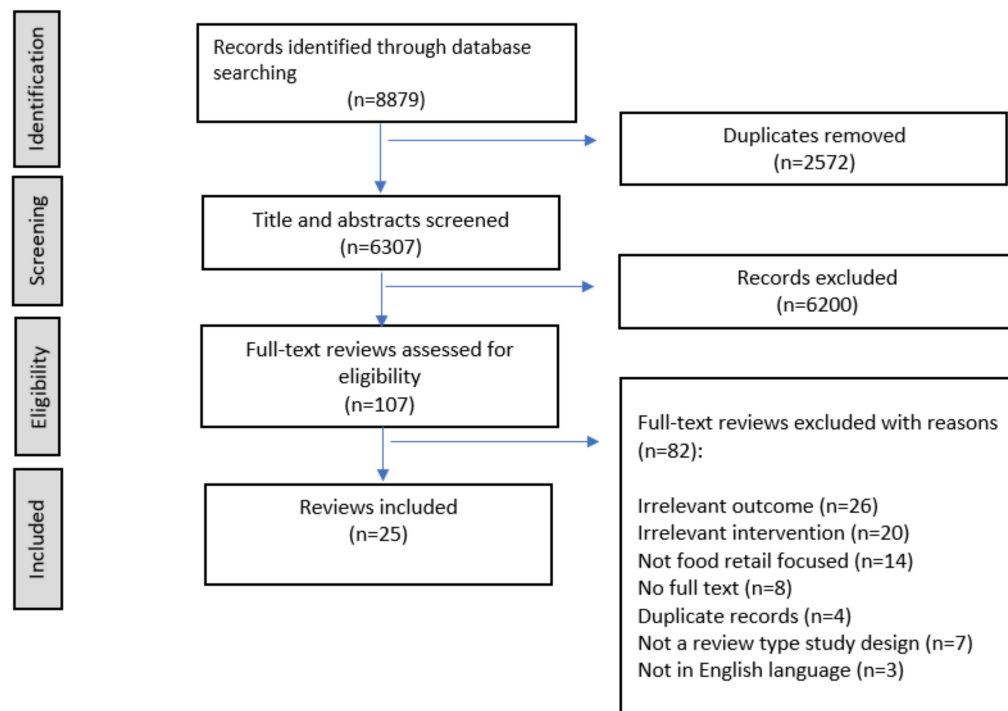 Identification
Records identified through database
searching
(n=8879)
Duplicates removed
(n=2572)
Screening
Title and abstracts screened
(n=6307)
Records excluded
(n=6200)
Eligibility
Full-text reviews assessed for
eligibility
(n=107)
Full-text reviews excluded with reasons
(n=82):
Irrelevant outcome (n=26)
Irrelevant intervention (n=20)
Not food retail focused (n=14)
No full text (n=8)
Duplicate records (n=4)
Not a review type study design (n=7)
Not in English language (n=3)
Included
Reviews included
(n=25)